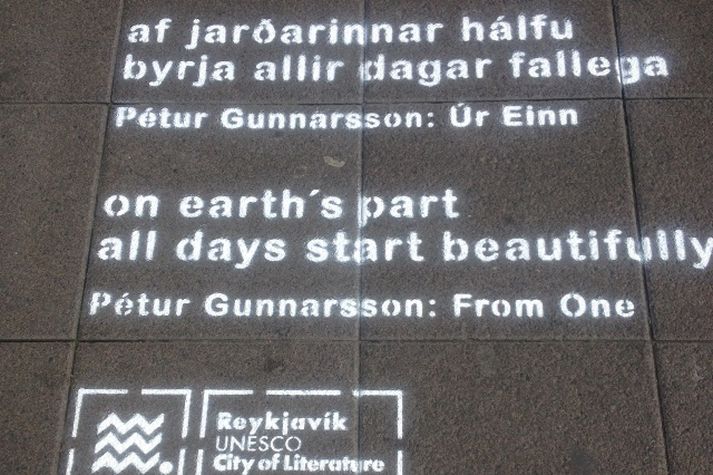 af jarðarinnar hálfu
byrja allir dagar fallega
Pétur Gunnarsson: Úr Einn
on earth´s part
all days start beautifully
Pétur Gunnarsson: From One
Reykjavík
UNESCO
City of Literature